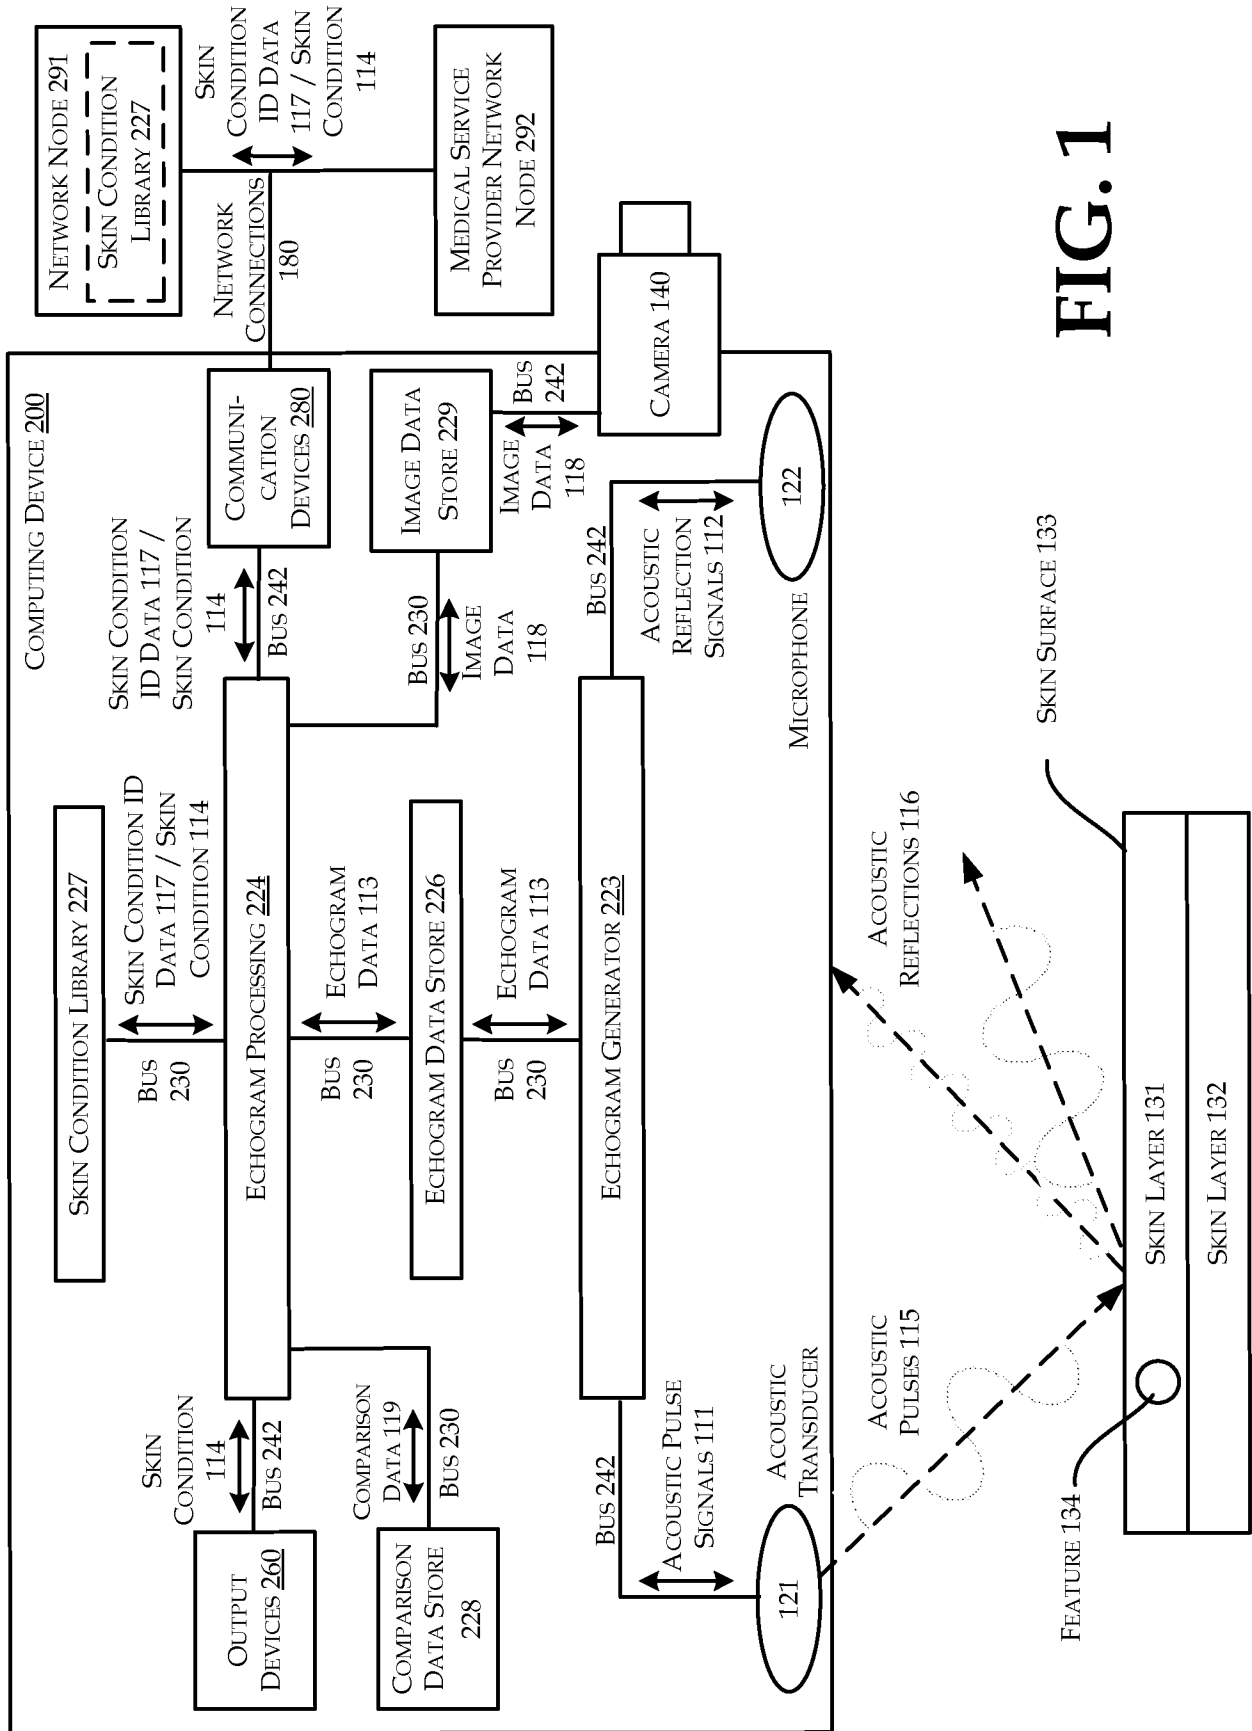 COMPUTING DEVICE 200
SKIN CONDITION LIBRARY 227
BUS
230
SKIN CONDITION ID
DATA 117 / SKIN
CONDITION 114
OUTPUT
DEVICES 260
SKIN
CONDITION
114
BUS 242
ECHOGRAM PROCESSING 224
SKIN CONDITION
ID DATA 117 /
SKIN CONDITION
114
BUS 242
COMMUNI-
CATION
DEVICES 280
NETWORK
CONNECTIONS
180
NETWORK NODE 291
SKIN CONDITION
LIBRARY 227
SKIN
CONDITION
ID DATA
117 / SKIN
CONDITION
114
MEDICAL SERVICE
PROVIDER NETWORK
NODE 292
COMPARISON
DATA STORE
228
COMPARISON
DATA 119
BUS 230
BUS
230
ECHOGRAM
DATA 113
ECHOGRAM DATA STORE 226
BUS
230
ECHOGRAM
DATA 113
BUS 230
IMAGE
DATA
118
IMAGE DATA
STORE 229
BUS
242
IMAGE
DATA
118
CAMERA 140
ECHOGRAM GENERATOR 223
BUS 242
ACOUSTIC PULSE
SIGNALS 111
BUS 242
ACOUSTIC
REFLECTION
SIGNALS 112
121
ACOUSTIC
TRANSDUCER
MICROPHONE
122
ACOUSTIC
PULSES 115
ACOUSTIC
REFLECTIONS 116
FEATURE 134
SKIN SURFACE 133
SKIN LAYER 131
SKIN LAYER 132
FIG. 1